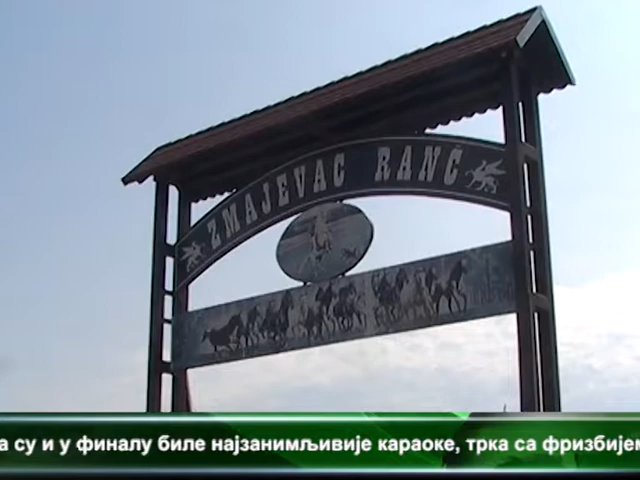 ZMAJEVAC RANČ
а су и у финалу биле најзанимљивије караоке, трка са фризбијем